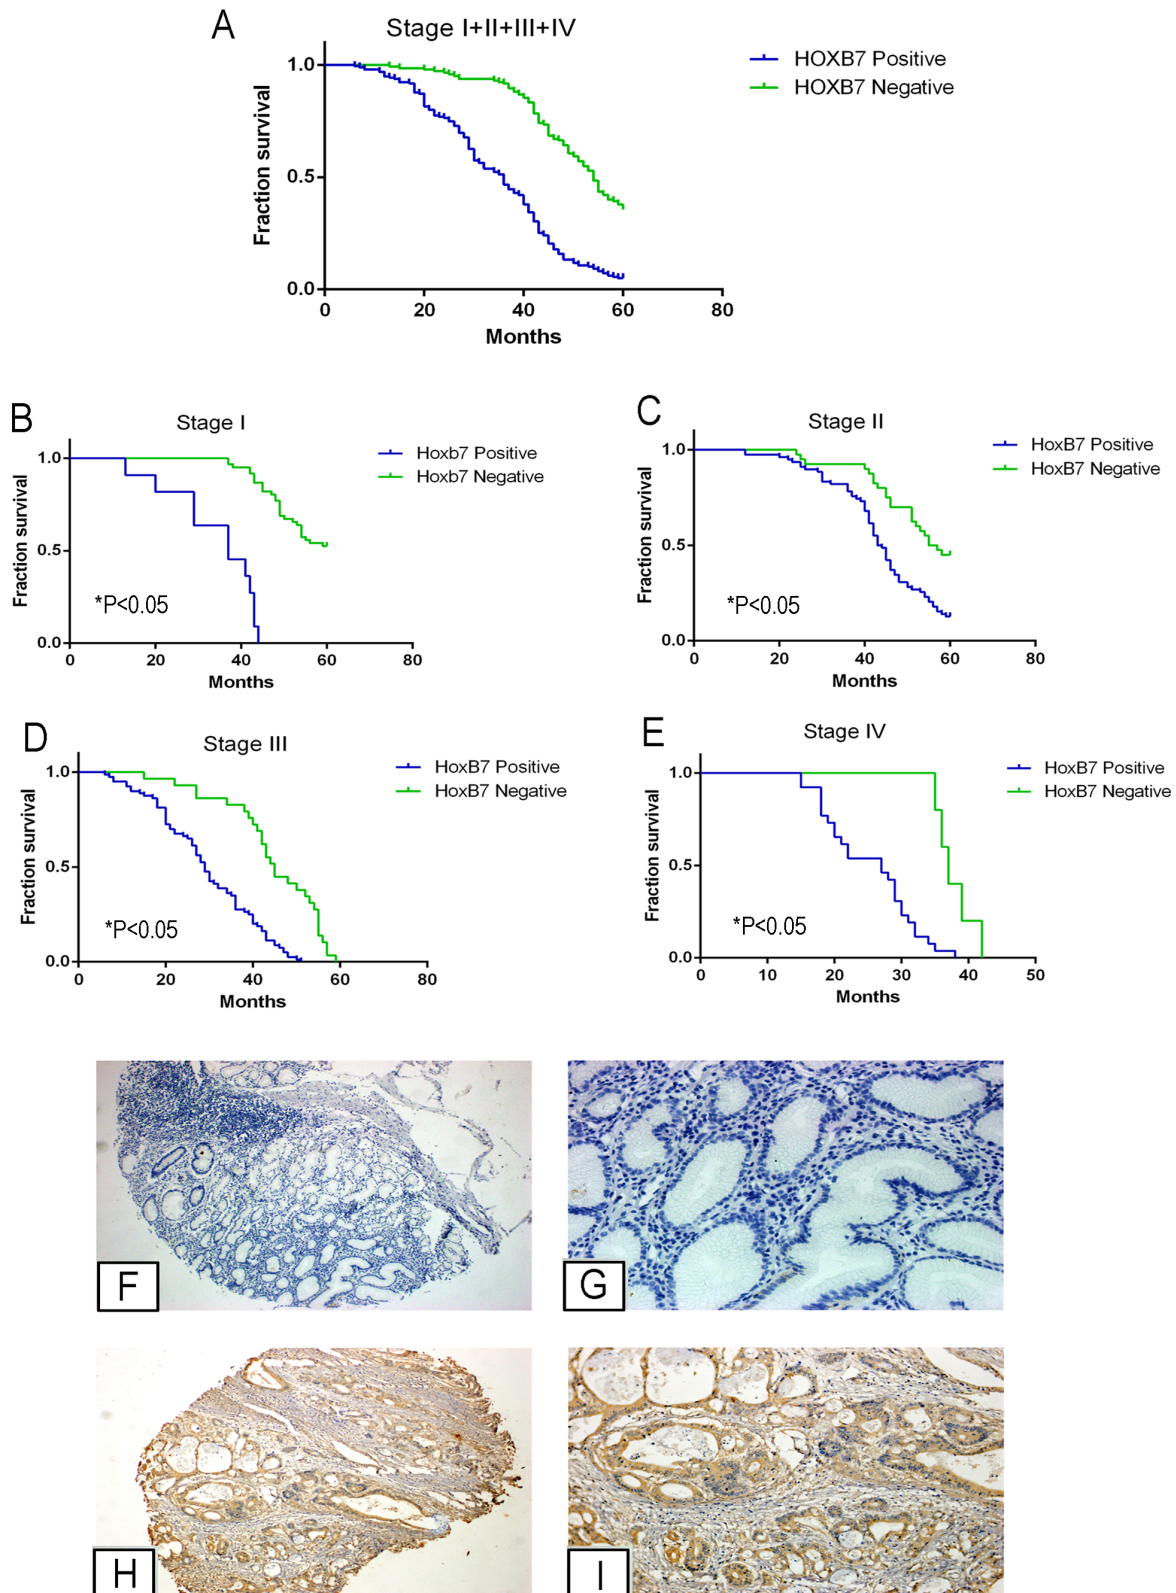 A
Stage I+II+III+IV
HOXB7 Positive
HOXB7 Negative
Fraction survival
1.0
0.5
0.0
0 20 40 60 80
Months
B
Stage I
Hoxb7 Positive
Hoxb7 Negative
Fraction survival
1.0
0.5
0.0
*P<0.05
0 20 40 60 80
Months
C
Stage II
HoxB7 Positive
HoxB7 Negative
Fraction survival
1.0
0.5
0.0
*P<0.05
0 20 40 60 80
Months
D
Stage III
HoxB7 Positive
HoxB7 Negative
Fraction survival
1.0
0.5
0.0
*P<0.05
0 20 40 60 80
Months
E
Stage IV
HoxB7 Positive
HoxB7 Negative
Fraction survival
1.0
0.5
0.0
*P<0.05
0 10 20 30 40 50
Months
F
G
H
I